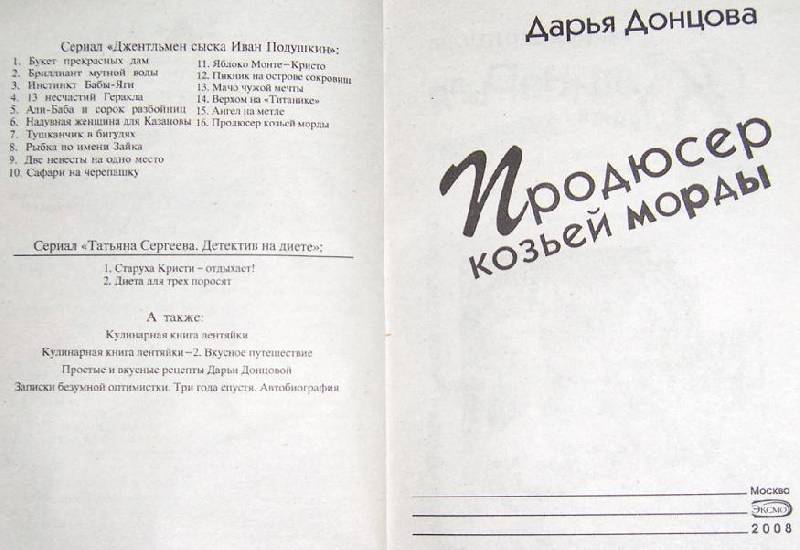 Сериал «Джентльмен сыска Иван Подушкин»:
1. Букет прекрасных дам
2. Бриллиант мутной воды
3. Инстинкт Бабы-Яги
4. 13 несчастий Геракла
5. Али-Баба и сорок разбойниц
6. Надувная женщина для Казановы
7. Тушканчик в бигудях
8. Рыбка по имени Зайка
9. Две невесты на одно место
10. Сафари на черепашку
11. Яблоко Монте-Кристо
12. Пикник на острове сокровищ
13. Мачо чужой мечты
14. Верхом на «Титанике»
15. Ангел на метле
16. Продюсер козьей морды
Сериал «Татьяна Сергеева. Детектив на диете»:
1. Старуха Кристи – отдыхает!
2. Диета для трех поросят
А также:
Кулинарная книга лентяйки
Кулинарная книга лентяйки–2. Вкусное путешествие
Простые и вкусные рецепты Дарьи Донцовой
Записки безумной оптимистки. Три года спустя. Автобиография
Дарья Донцова
Продюсер
козьей морды
Москва
ЭКСМО
2008